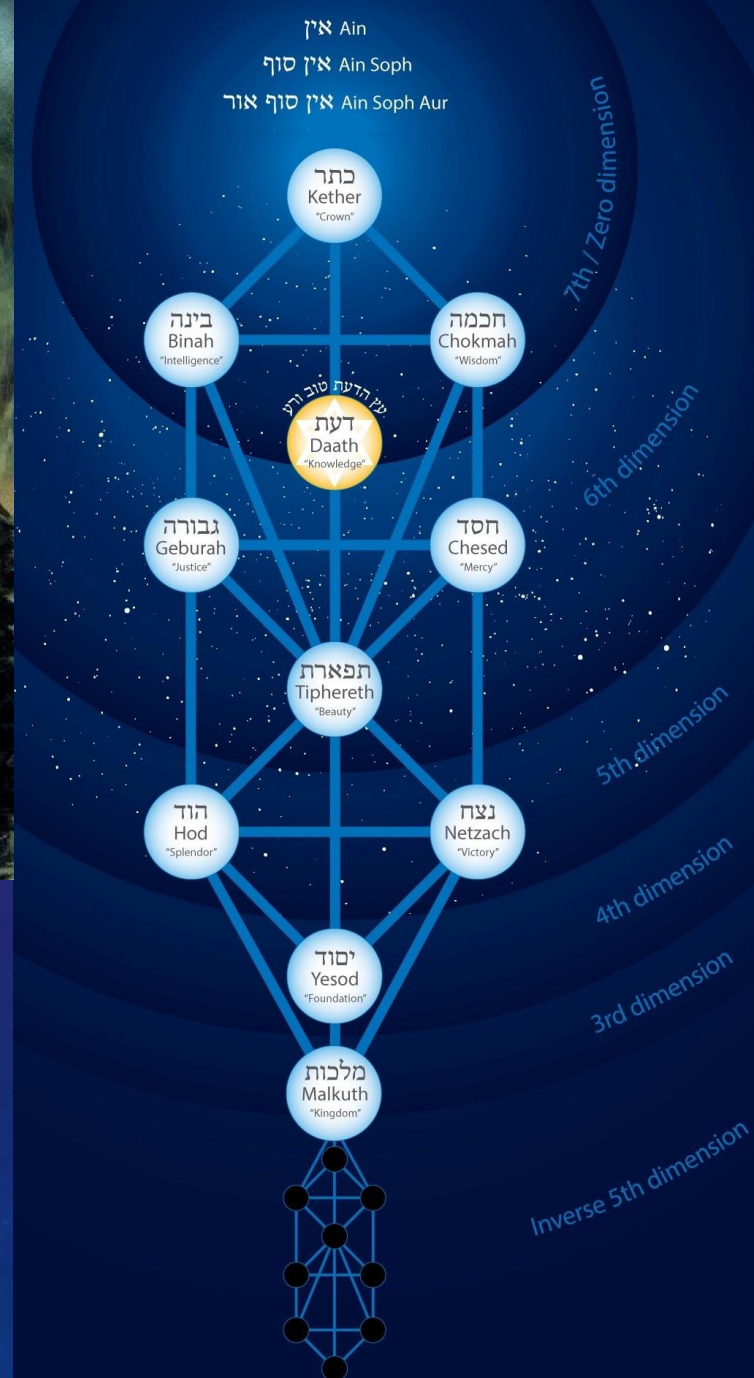 אין Ain
אין סוף Ain Soph
אין סוף אור Ain Soph Aur
7th / Zero dimension
כתר
Kether
"Crown"
בינה
Binah
"Intelligence"
חכמה
Chokmah
"Wisdom"
עץ הדעת טוב ורע
דעת
Daath
"Knowledge"
6th dimension
גבורה
Geburah
"Justice"
חסד
Chesed
"Mercy"
תפארת
Tiphereth
"Beauty"
5th dimension
הוד
Hod
"Splendor"
נצח
Netzach
"Victory"
4th dimension
יסוד
Yesod
"Foundation"
3rd dimension
מלכות
Malkuth
"Kingdom"
Inverse 5th dimension